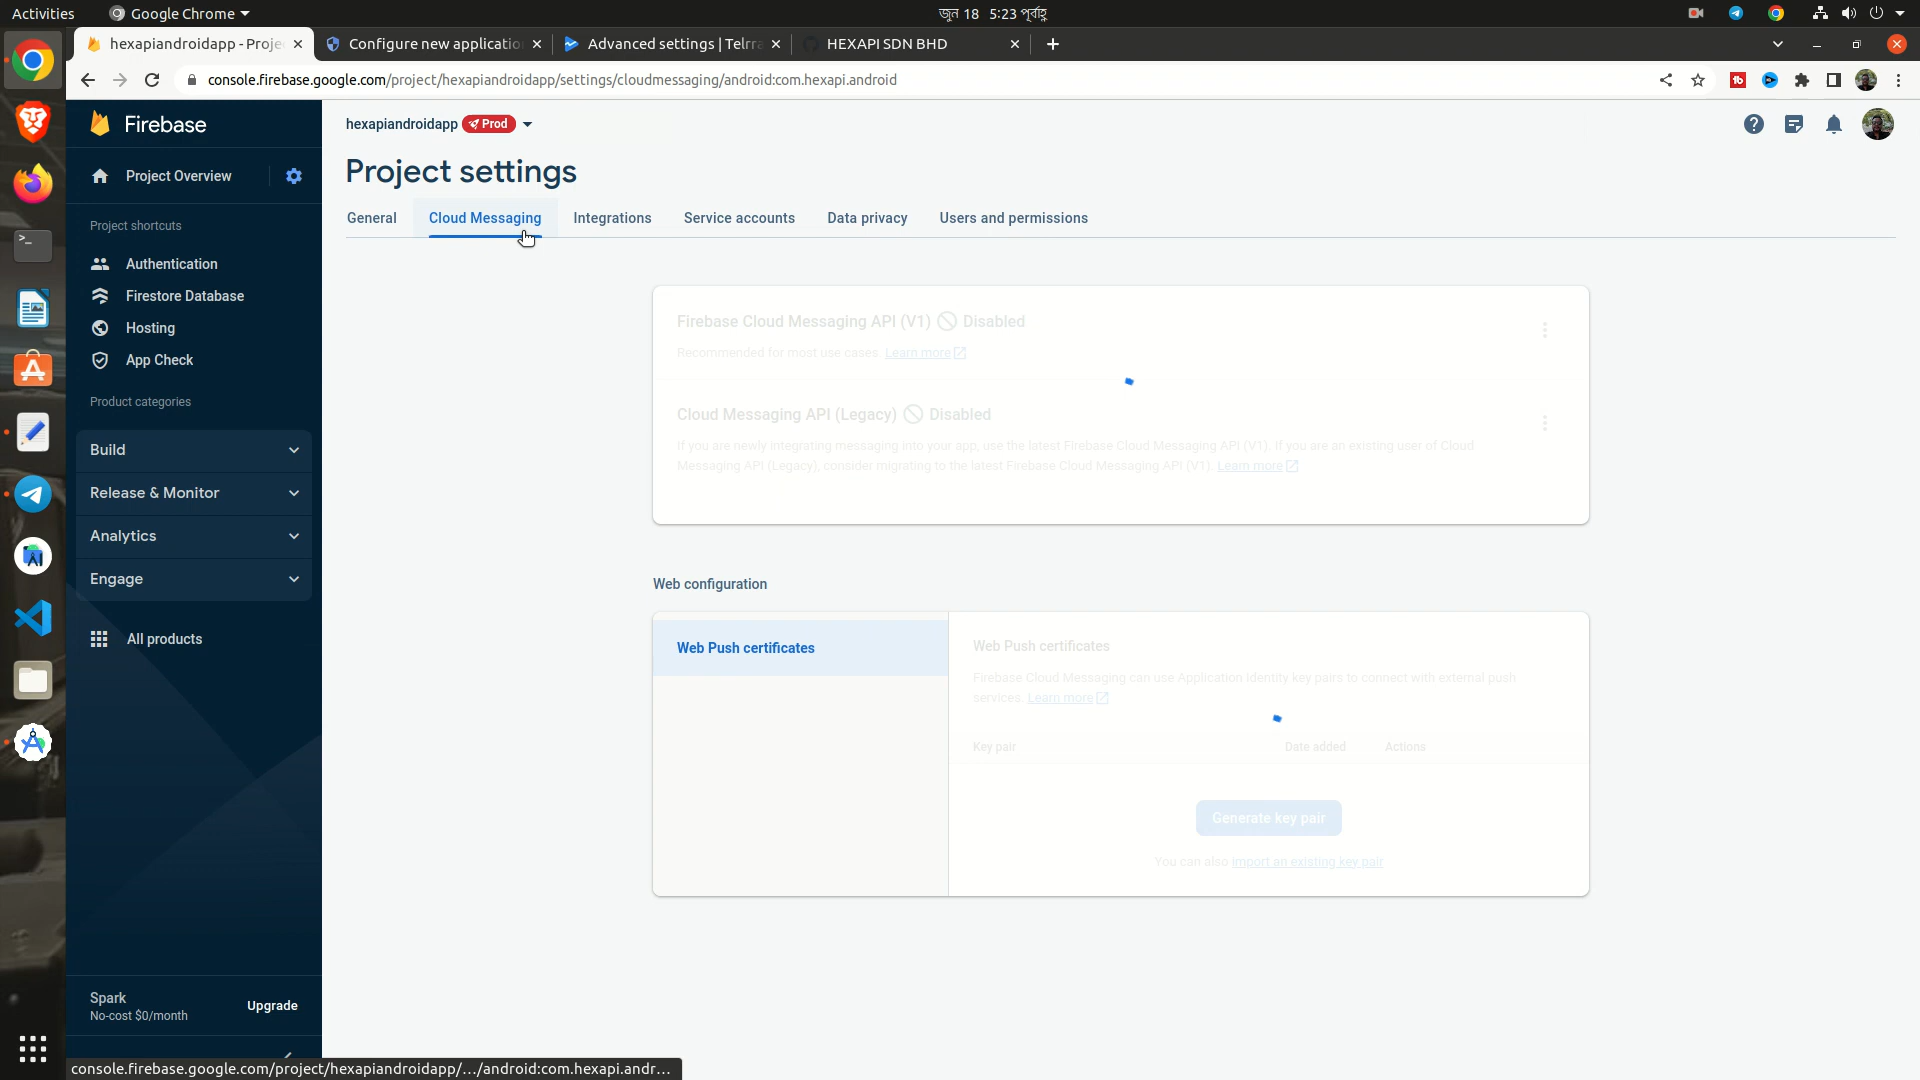 Activities
Google Chrome
জুন 18 5:23 পূর্বাহ্ণ
hexapiandroidapp - Proje
Configure new applicatio
Advanced settings | Telrra
HEXAPI SDN BHD
console.firebase.google.com/project/hexapiandroidapp/settings/cloudmessaging/android:com.hexapi.android
Firebase
hexapiandroidapp Prod
Project Overview
Project settings
General
Cloud Messaging
Integrations
Service accounts
Data privacy
Users and permissions
Project shortcuts
Authentication
Firestore Database
Hosting
App Check
Product categories
Build
Release & Monitor
Analytics
Engage
All products
Spark
No-cost $0/month
Upgrade
Firebase Cloud Messaging API (V1) Disabled
Recommended for most use cases. Learn more
Cloud Messaging API (Legacy) Disabled
If you are newly integrating messaging into your app, use the latest Firebase Cloud Messaging API (V1). If you are an existing user of Cloud
Messaging API (Legacy), consider migrating to the latest Firebase Cloud Messaging API (V1). Learn more
Web configuration
Web Push certificates
Web Push certificates
Firebase Cloud Messaging can use Application Identity key pairs to connect with external push
services. Learn more
Key pair
Date added
Actions
Generate key pair
You can also import an existing key pair
console.firebase.google.com/project/hexapiandroidapp/.../android:com.hexapi.andr...